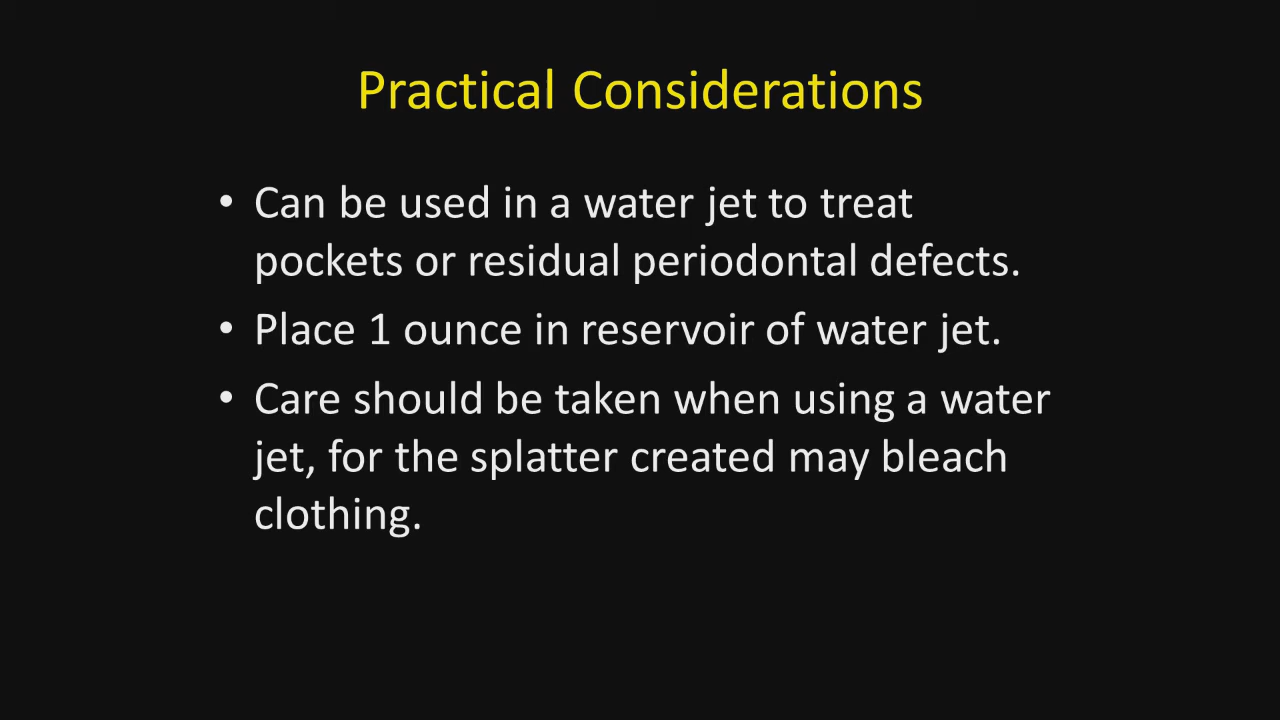 Practical Considerations
• Can be used in a water jet to treat
pockets or residual periodontal defects.
• Place 1 ounce in reservoir of water jet.
• Care should be taken when using a water
jet, for the splatter created may bleach
clothing.